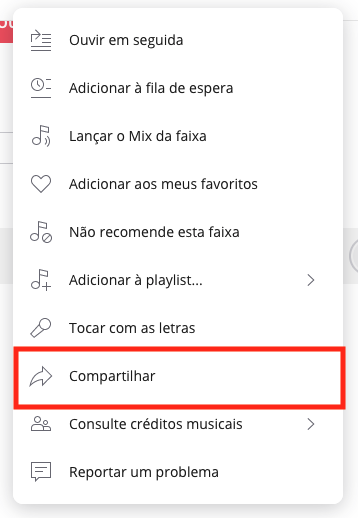 Ouvir em seguida
Adicionar à fila de espera
Lançar o Mix da faixa
Adicionar aos meus favoritos
Não recomende esta faixa
Adicionar à playlist...
Tocar com as letras
Compartilhar
Consulte créditos musicais
Reportar um problema